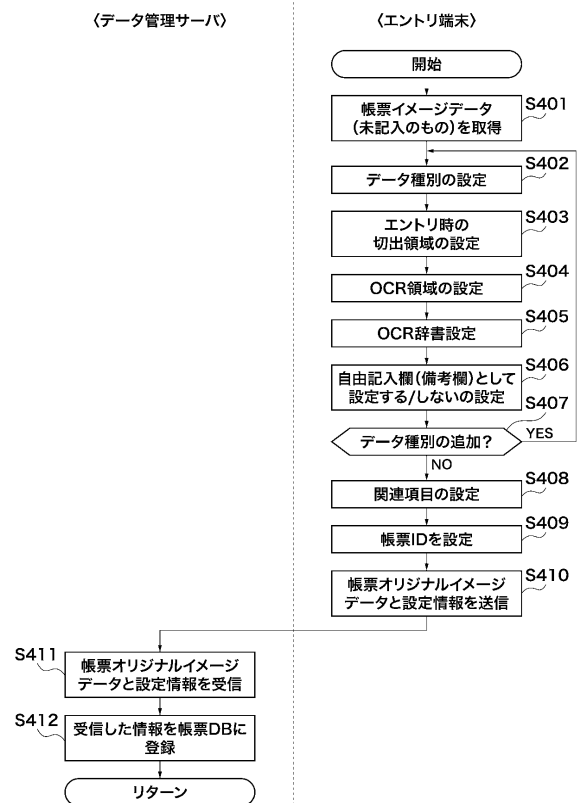 〈データ管理サーバ〉
〈エントリ端末〉
開始
S401
帳票イメージデータ
(未記入のもの)を取得
S402
データ種別の設定
S403
エントリ時の
切出領域の設定
S404
OCR領域の設定
S405
OCR辞書設定
S406
自由記入欄(備考欄)として
設定する/しないの設定
S407
データ種別の追加?
YES
NO
S408
関連項目の設定
S409
帳票IDを設定
S410
帳票オリジナルイメージ
データと設定情報を送信
S411
帳票オリジナルイメージ
データと設定情報を受信
S412
受信した情報を帳票DBに
登録
リターン